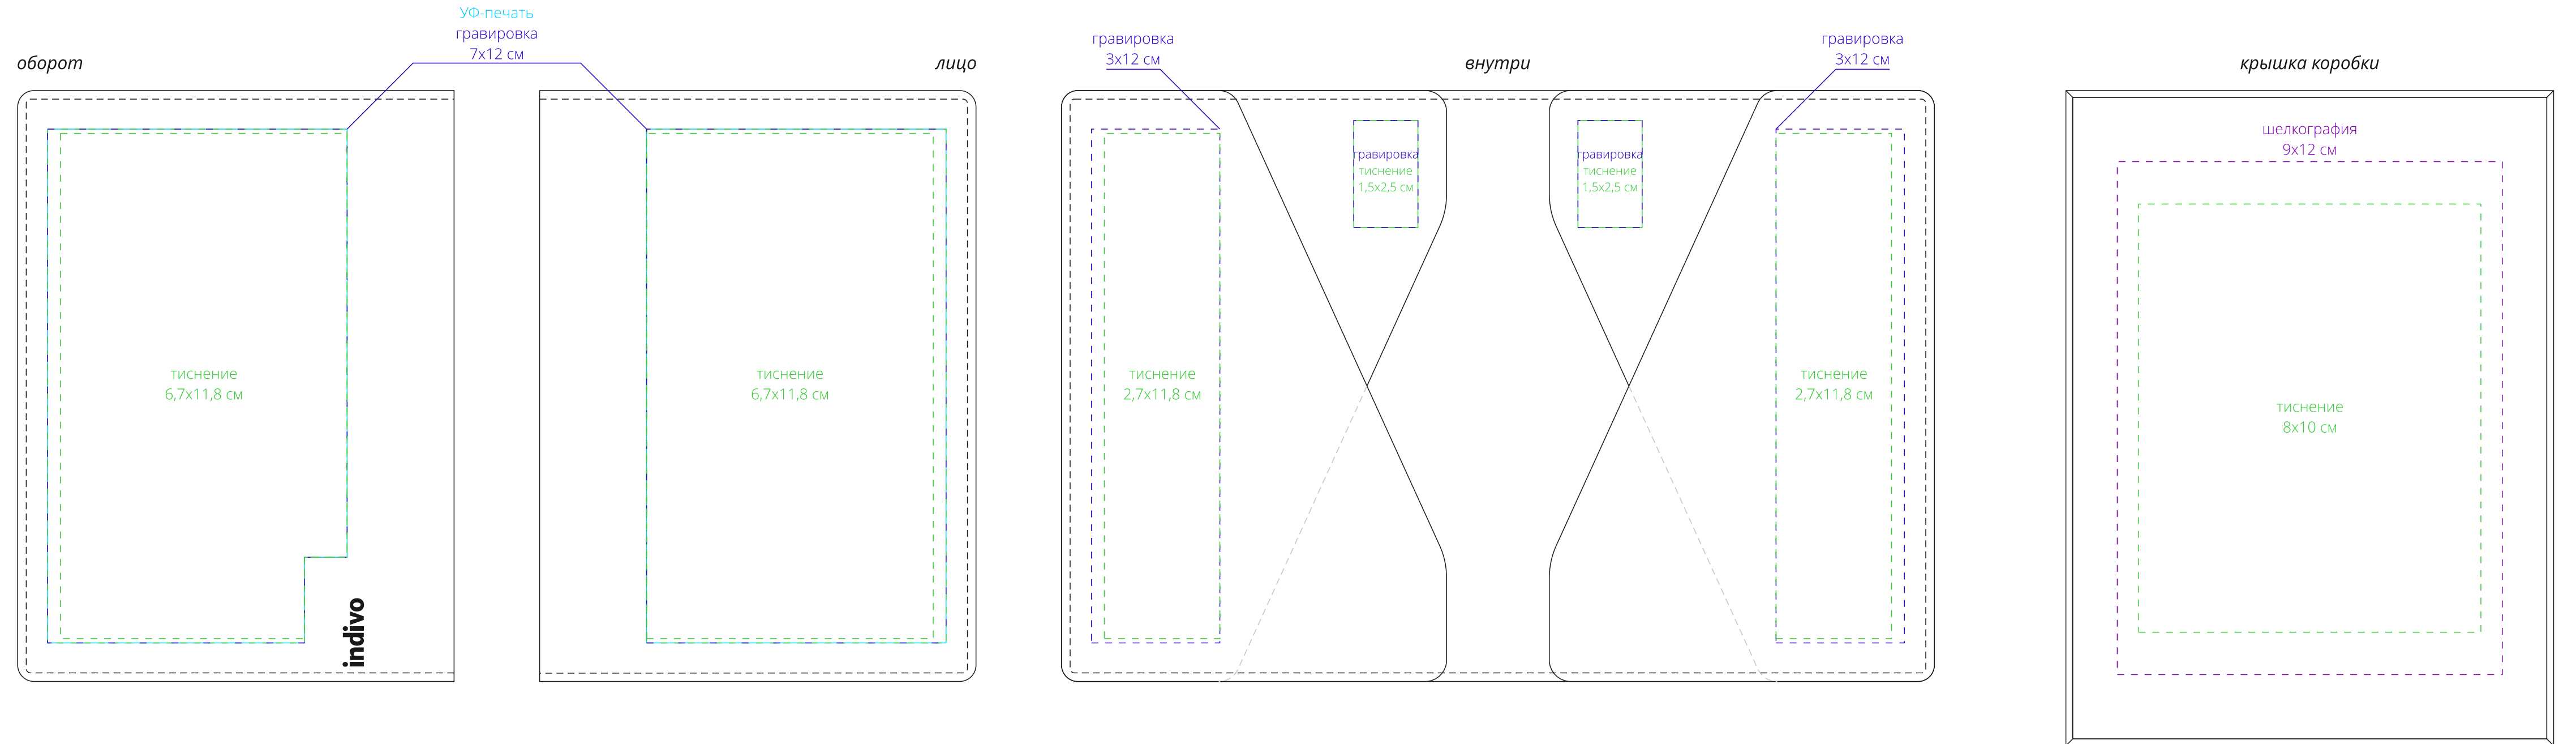 УФ-печать
гравировка
7х12 см
оборот
лицо
тиснение
6,7х11,8 см
indivo
тиснение
6,7х11,8 см
гравировка
3х12 см
внутри
гравировка
3х12 см
гравировка
тиснение
1,5х2,5 см
гравировка
тиснение
1,5х2,5 см
тиснение
2,7х11,8 см
тиснение
2,7х11,8 см
крышка коробки
шелкография
9х12 см
тиснение
8х10 см